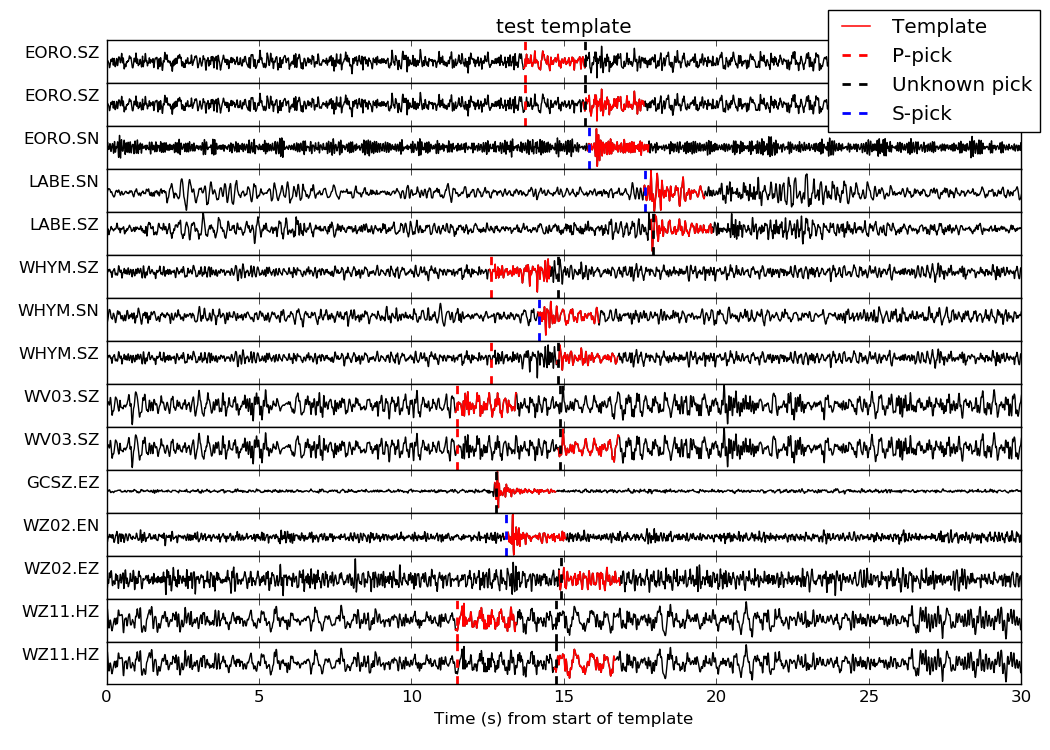 test template
Template
P-pick
Unknown pick
S-pick
EORO.SZ
EORO.SZ
EORO.SN
LABE.SN
LABE.SZ
WHYM.SZ
WHYM.SN
WHYM.SZ
WV03.SZ
WV03.SZ
GCSZ.EZ
WZ02.EN
WZ02.EZ
WZ11.HZ
WZ11.HZ
0 5 10 15 20 25 30
Time (s) from start of template